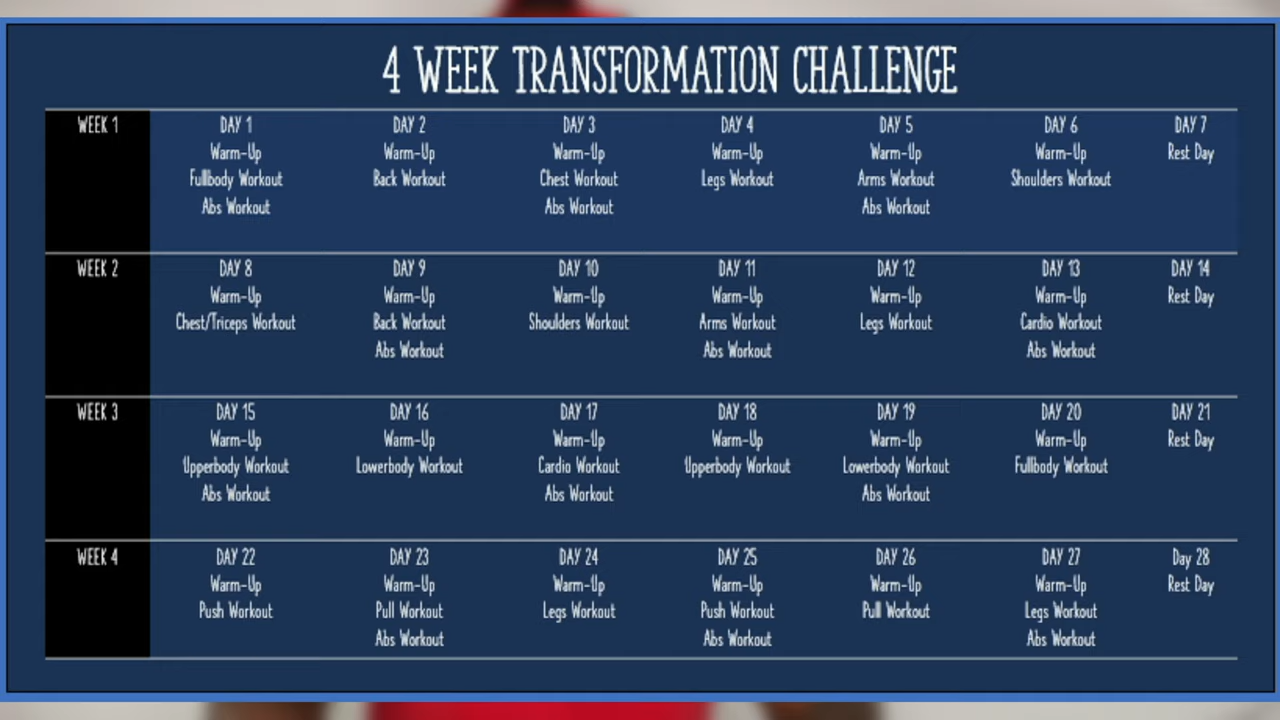 4 WEEK TRANSFORMATION CHALLENGE
WEEK 1
DAY 1
Warm-Up
Fullbody Workout
Abs Workout
DAY 2
Warm-Up
Back Workout
DAY 3
Warm-Up
Chest Workout
Abs Workout
DAY 4
Warm-Up
Legs Workout
DAY 5
Warm-Up
Arms Workout
Abs Workout
DAY 6
Warm-Up
Shoulders Workout
DAY 7
Rest Day
WEEK 2
DAY 8
Warm-Up
Chest/Triceps Workout
DAY 9
Warm-Up
Back Workout
Abs Workout
DAY 10
Warm-Up
Shoulders Workout
DAY 11
Warm-Up
Arms Workout
Abs Workout
DAY 12
Warm-Up
Legs Workout
DAY 13
Warm-Up
Cardio Workout
Abs Workout
DAY 14
Rest Day
WEEK 3
DAY 15
Warm-Up
Upperbody Workout
Abs Workout
DAY 16
Warm-Up
Lowerbody Workout
DAY 17
Warm-Up
Cardio Workout
Abs Workout
DAY 18
Warm-Up
Upperbody Workout
DAY 19
Warm-Up
Lowerbody Workout
Abs Workout
DAY 20
Warm-Up
Fullbody Workout
DAY 21
Rest Day
WEEK 4
DAY 22
Warm-Up
Push Workout
DAY 23
Warm-Up
Pull Workout
Abs Workout
DAY 24
Warm-Up
Legs Workout
DAY 25
Warm-Up
Push Workout
Abs Workout
DAY 26
Warm-Up
Pull Workout
DAY 27
Warm-Up
Legs Workout
Abs Workout
Day 28
Rest Day